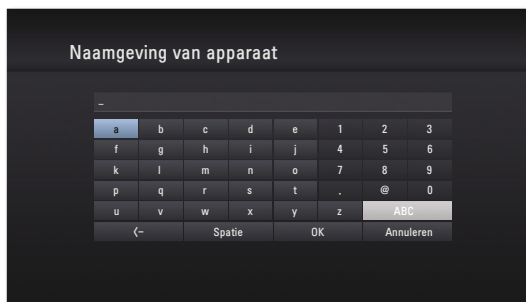 Naamgeving van apparaat
_
a b c d e 1 2 3
f g h i j 4 5 6
k l m n o 7 8 9
p q r s t . @ 0
u v w x y z ABC
<– Spatie OK Annuleren